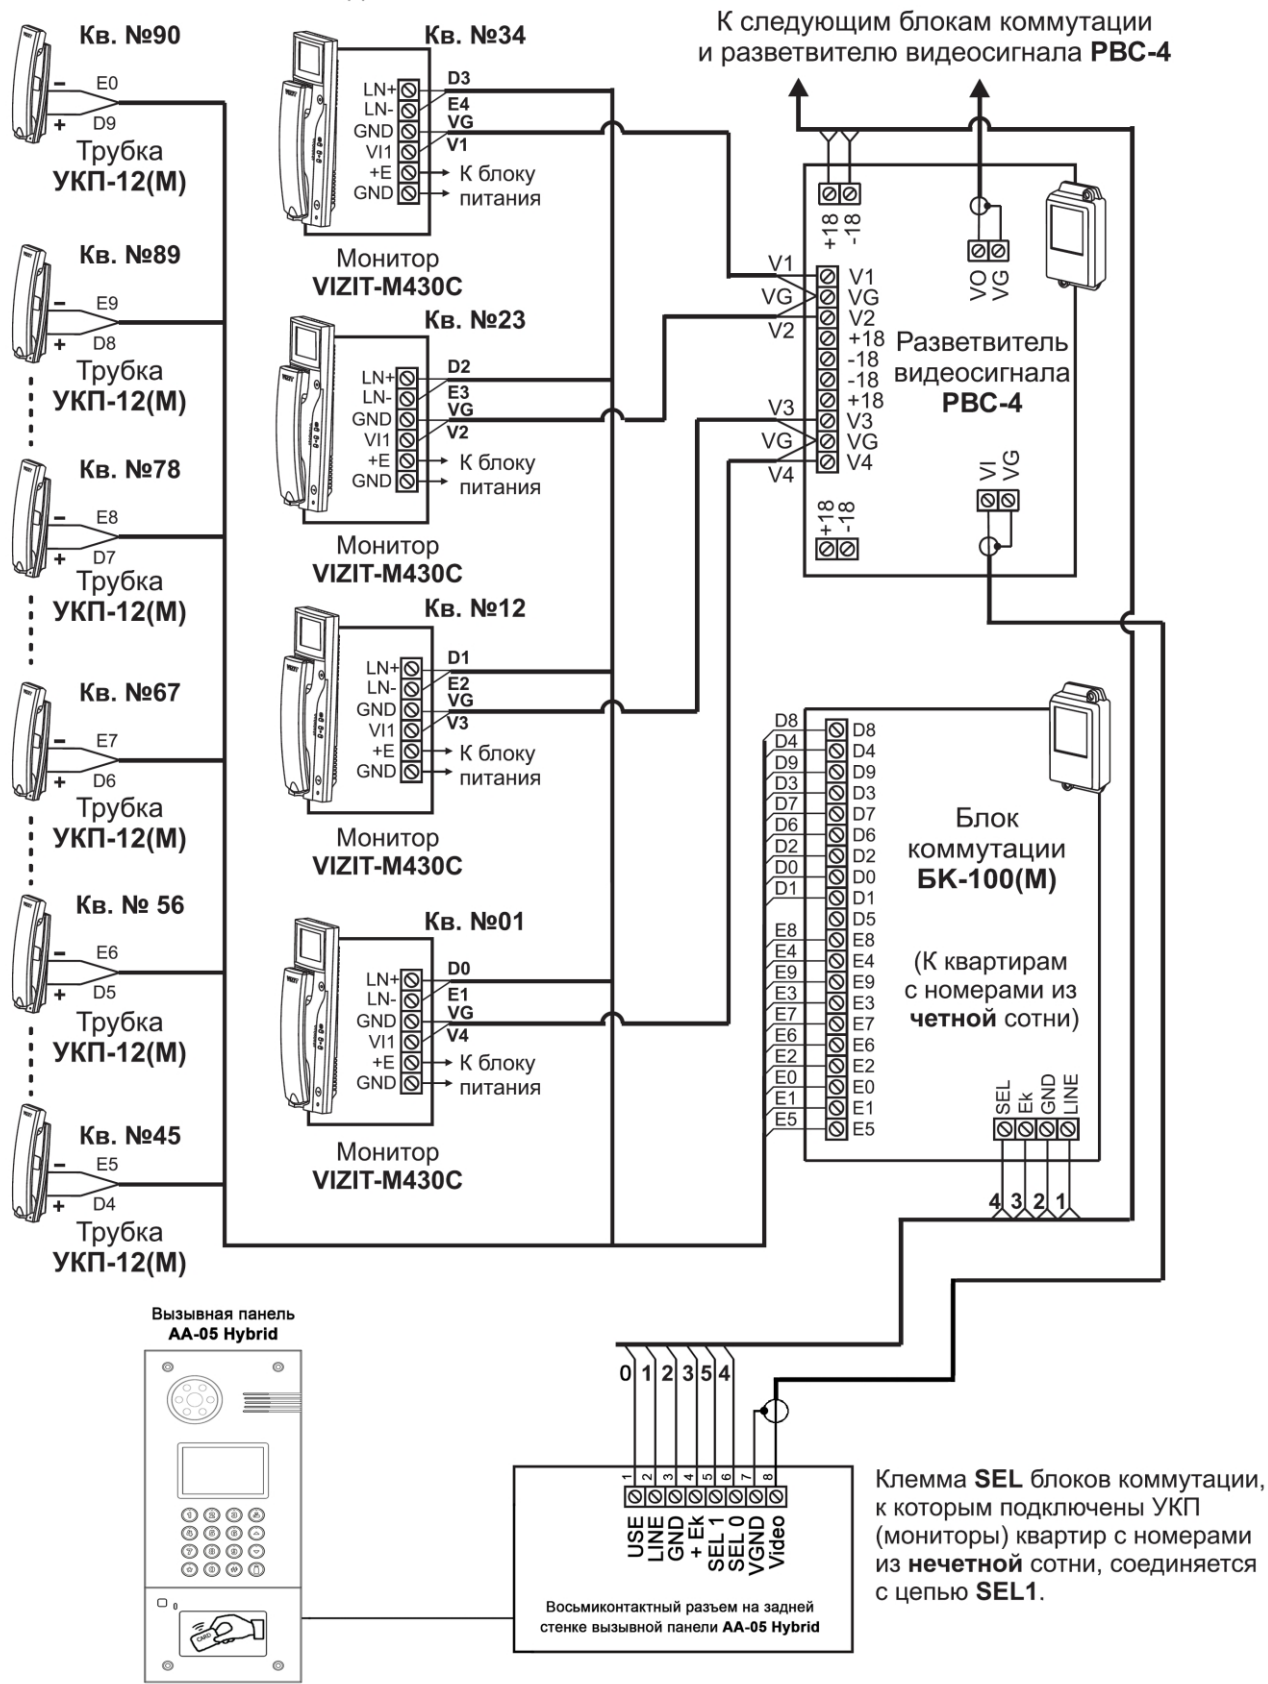 К следующим блокам коммутации
и разветвителю видеосигнала РВС-4
Кв. №90
E0
D9
Трубка
УКП-12(М)
Кв. №89
E9
D8
Трубка
УКП-12(М)
Кв. №78
E8
D7
Трубка
УКП-12(М)
Кв. №67
E7
D6
Трубка
УКП-12(М)
Кв. № 56
E6
D5
Трубка
УКП-12(М)
Кв. №45
E5
D4
Трубка
УКП-12(М)
Кв. №34
LN+
LN-
GND
VI1
+E
GND
D3
E4
VG
V1
К блоку
питания
Монитор
VIZIT-M430C
Кв. №23
LN+
LN-
GND
VI1
+E
GND
D2
E3
VG
V2
К блоку
питания
Монитор
VIZIT-M430C
Кв. №12
LN+
LN-
GND
VI1
+E
GND
D1
E2
VG
V3
К блоку
питания
Монитор
VIZIT-M430C
Кв. №01
LN+
LN-
GND
VI1
+E
GND
D0
E1
VG
V4
К блоку
питания
Монитор
VIZIT-M430C
+18
-18
VO
VG
V1
VG
V2
V3
VG
V4
V1
VG
V2
+18
-18
-18
+18
V3
VG
V4
Разветвитель
видеосигнала
РВС-4
VI
VG
+18
-18
D8 D8
D4 D4
D9 D9
D3 D3
D7 D7
D6 D6
D2 D2
D0 D0
D1 D1
D5
E8 E8
E4 E4
E9 E9
E3 E3
E7 E7
E6 E6
E2 E2
E0 E0
E1 E1
E5 E5
Блок
коммутации
БК-100(М)
(К квартирам
с номерами из
четной сотни)
SEL
Ek
GND
LINE
4 3 2 1
Вызывная панель
AA-05 Hybrid
0 1 2 3 5 4
1 2 3 4 5 6 7 8
USE
LINE
GND
+ Ek
SEL 1
SEL 0
VGND
Video
Восьмиконтактный разъем на задней
стенке вызывной панели AA-05 Hybrid
Клемма SEL блоков коммутации,
к которым подключены УКП
(мониторы) квартир с номерами
из нечетной сотни, соединяется
с цепью SEL1.